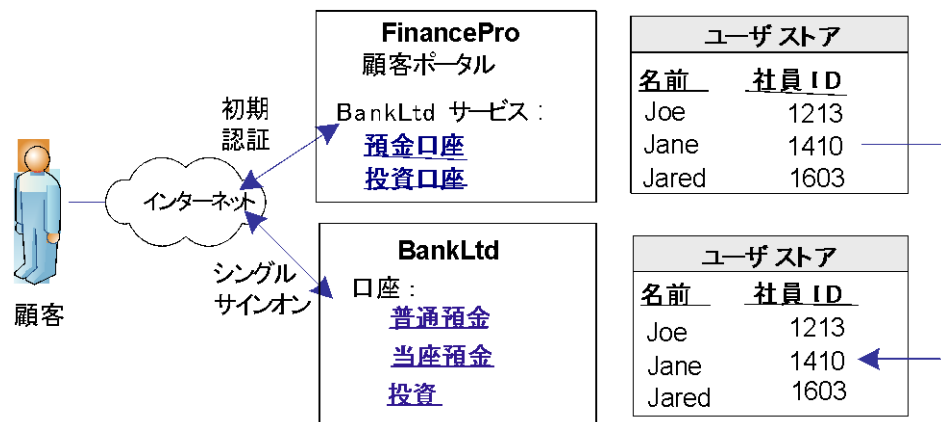 FinancePro
顧客ポータル
BankLtd サービス：
預金口座
投資口座
ユーザ ストア
名前 社員 ID
Joe 1213
Jane 1410
Jared 1603
初期
認証
インターネット
顧客
シングル
サインオン
BankLtd
口座：
普通預金
当座預金
投資
ユーザ ストア
名前 社員 ID
Joe 1213
Jane 1410
Jared 1603